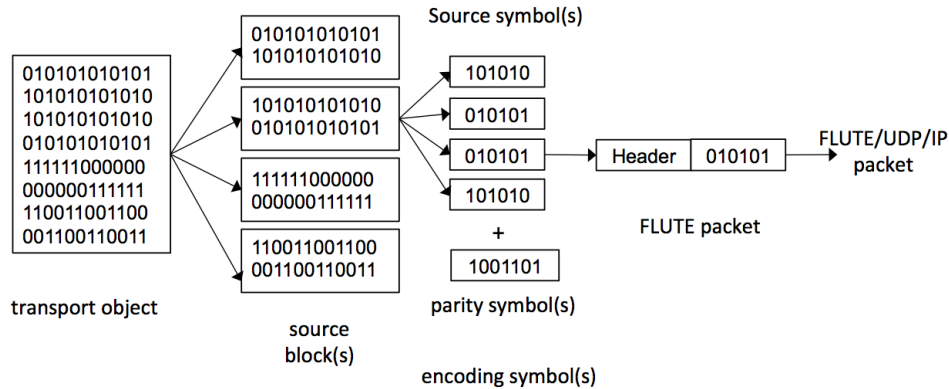 010101010101
101010101010
101010101010
010101010101
111111000000
000000111111
110011001100
001100110011
transport object
010101010101
101010101010
101010101010
010101010101
111111000000
000000111111
110011001100
001100110011
source
block(s)
Source symbol(s)
101010
010101
010101
101010
+
1001101
parity symbol(s)
encoding symbol(s)
Header 010101
FLUTE packet
FLUTE/UDP/IP
packet